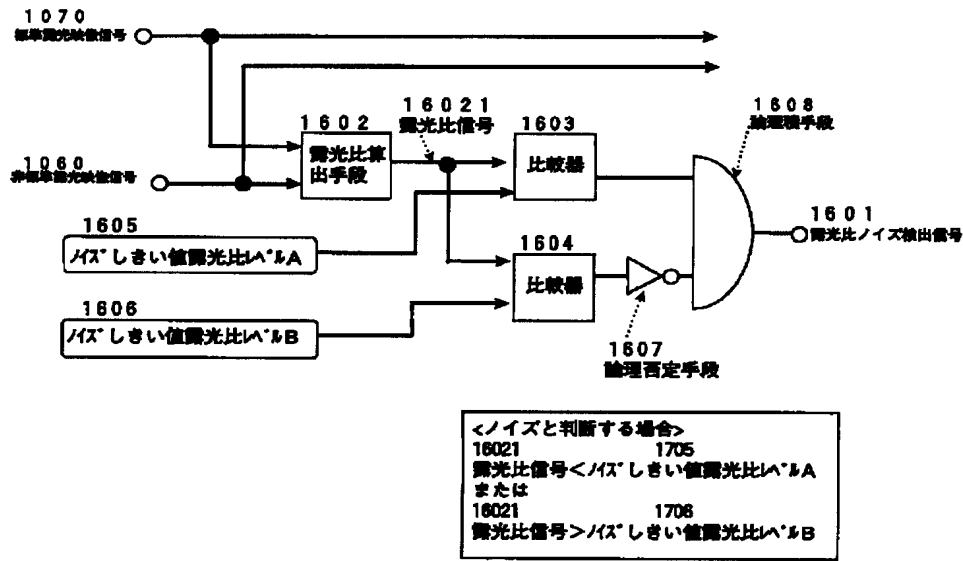 1070
標準露光映像信号
1060
非標準露光映像信号
1602
露光比算
出手段
16021
露光比信号
1603
比較器
1604
比較器
1605
ノイズしきい値露光比レベルA
1606
ノイズしきい値露光比レベルB
1607
論理否定手段
1608
論理積手段
1601
露光比ノイズ検出信号
<ノイズと判断する場合>
16021 1705
露光比信号<ノイズしきい値露光比レベルA
または
16021 1706
露光比信号>ノイズしきい値露光比レベルB